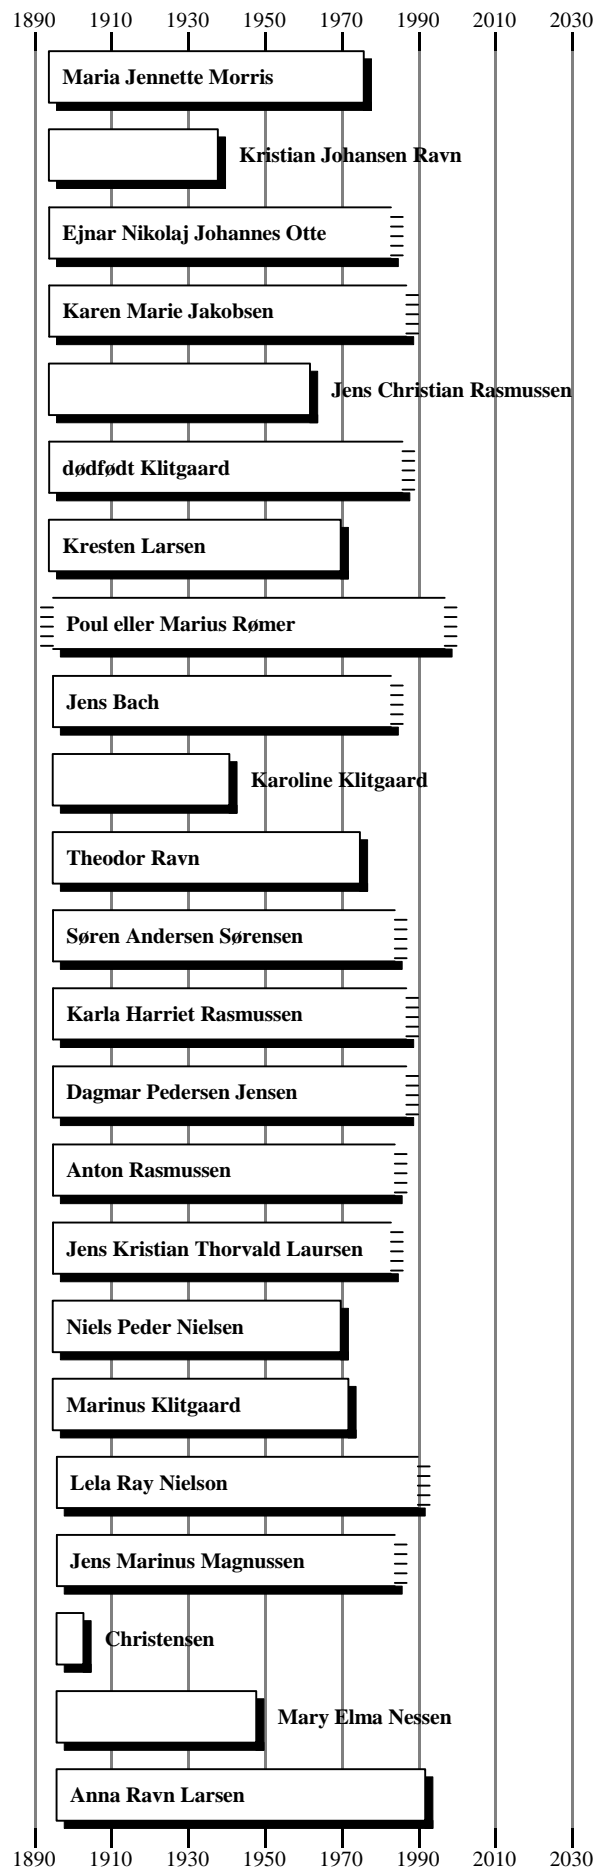 1890 1910 1930 1950 1970 1990 2010 2030
Maria Jennette Morris
Kristian Johansen Ravn
Ejnar Nikolaj Johannes Otte
Karen Marie Jakobsen
Jens Christian Rasmussen
dødfødt Klitgaard
Kresten Larsen
Poul eller Marius Rømer
Jens Bach
Karoline Klitgaard
Theodor Ravn
Søren Andersen Sørensen
Karla Harriet Rasmussen
Dagmar Pedersen Jensen
Anton Rasmussen
Jens Kristian Thorvald Laursen
Niels Peder Nielsen
Marinus Klitgaard
Lela Ray Nielson
Jens Marinus Magnussen
Christensen
Mary Elma Nessen
Anna Ravn Larsen
1890 1910 1930 1950 1970 1990 2010 2030